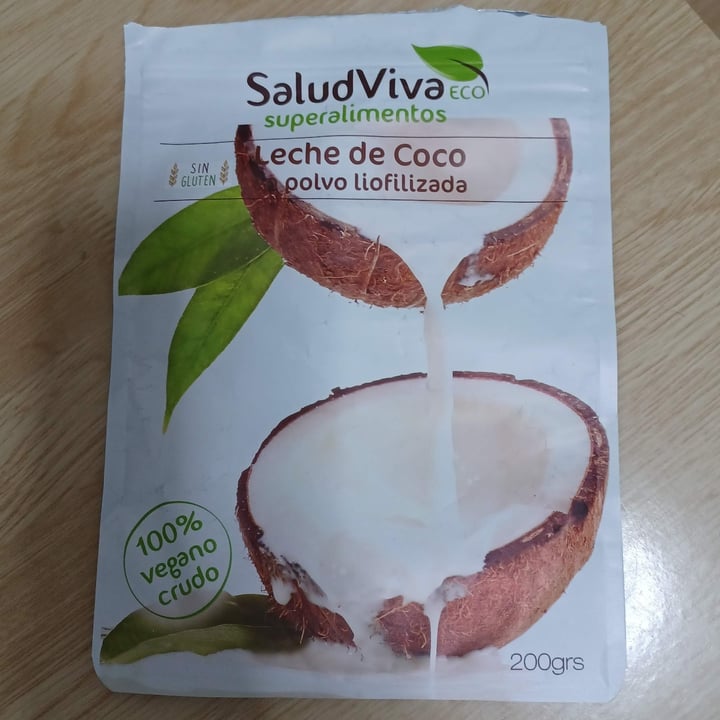 SaludViva ECO
superalimentos
Leche de Coco
polvo liofilizada
SIN
GLUTEN
100%
vegano
crudo
200grs